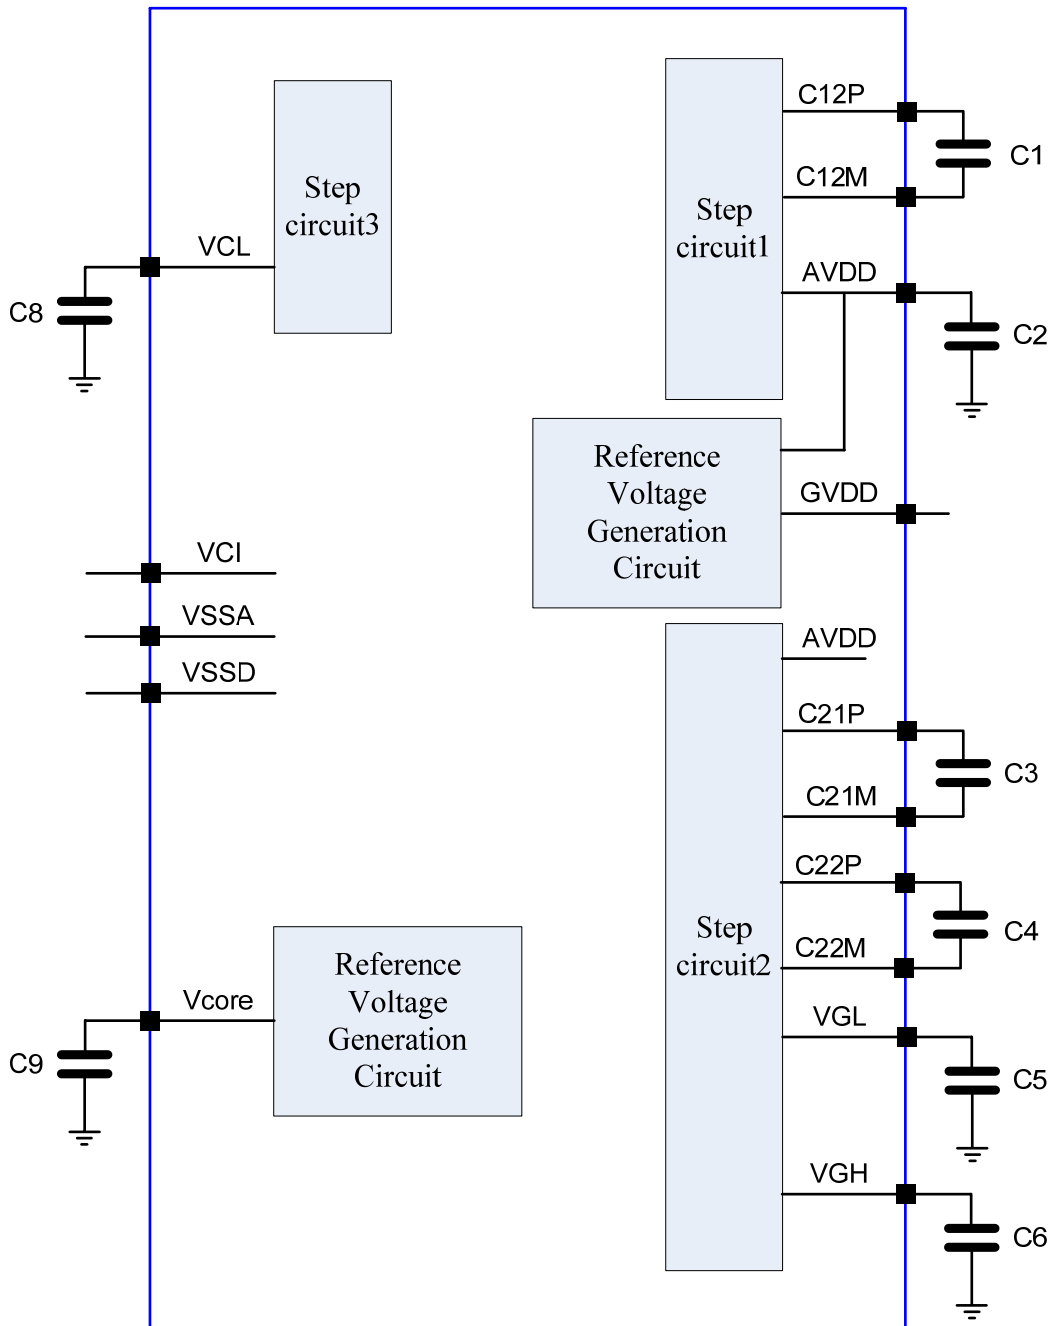 C12P
C1
C12M
Step
circuit3
Step
circuit1
VCL
AVDD
C8
C2
Reference
Voltage
Generation
Circuit
GVDD
VCI
VSSA
VSSD
AVDD
C21P
C3
C21M
C22P
C4
C22M
Step
circuit2
Reference
Voltage
Generation
Circuit
Vcore
C9
VGL
C5
VGH
C6